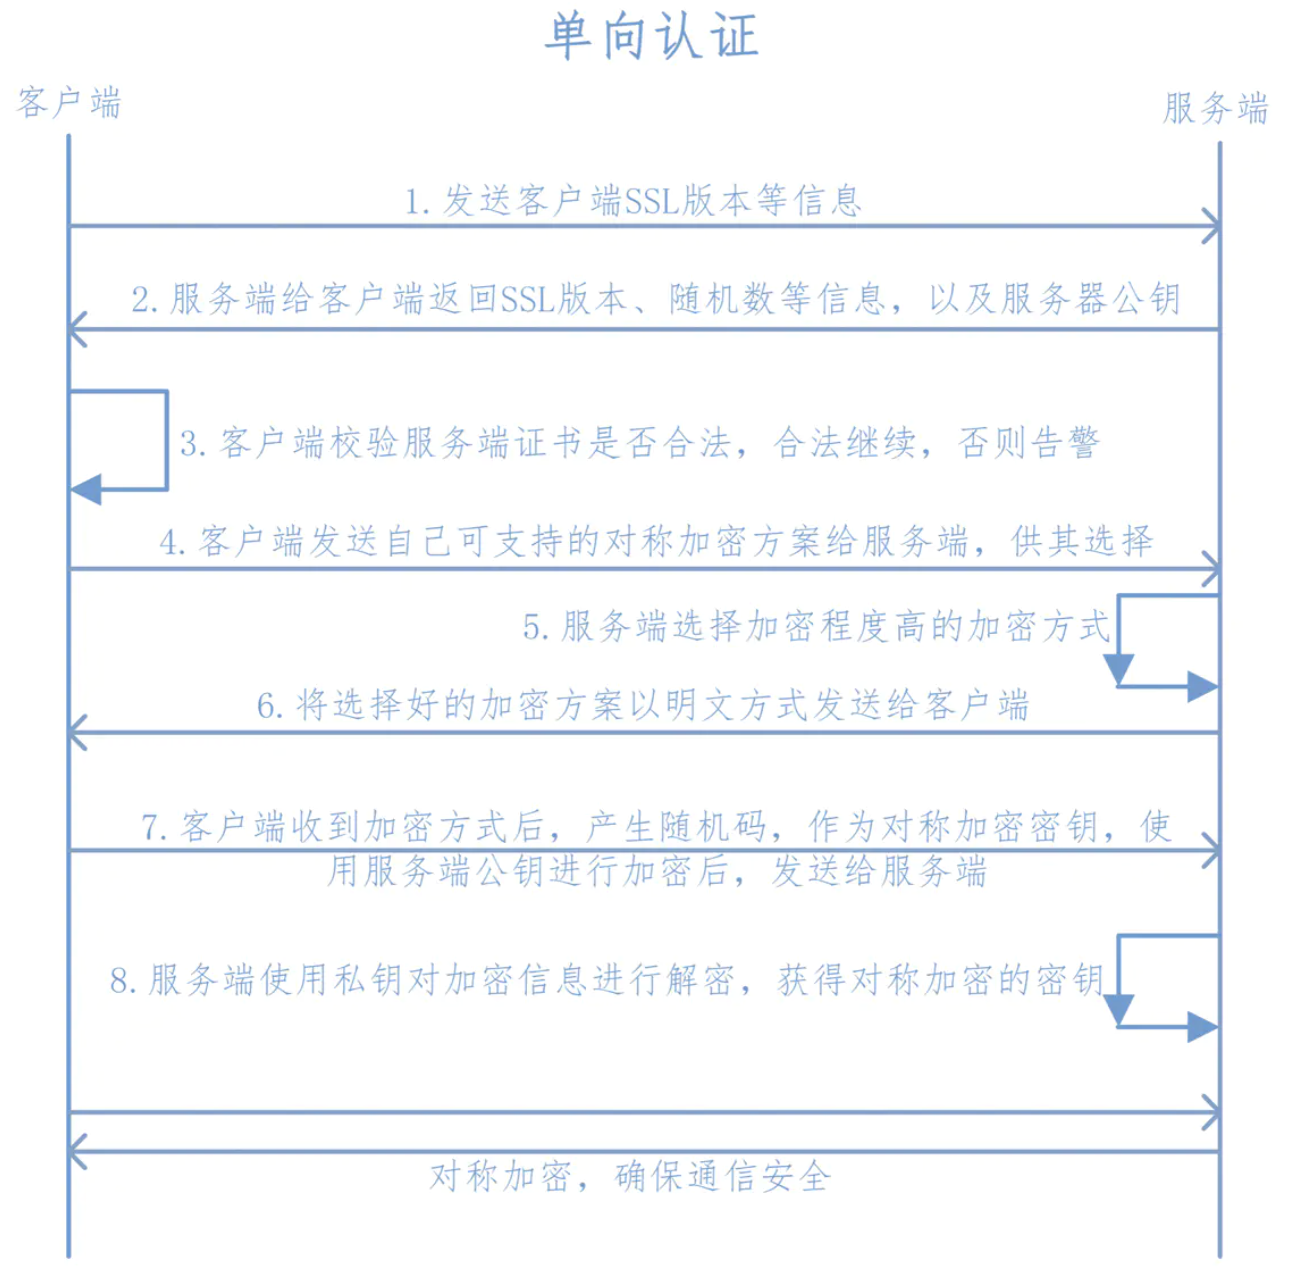 单向认证
客户端
服务端
1.发送客户端SSL版本等信息
2.服务端给客户端返回SSL版本、随机数等信息，以及服务器公钥
3.客户端校验服务端证书是否合法，合法继续，否则告警
4.客户端发送自己可支持的对称加密方案给服务端，供其选择
5.服务端选择加密程度高的加密方式
6.将选择好的加密方案以明文方式发送给客户端
7.客户端收到加密方式后，产生随机码，作为对称加密密钥，使
用服务端公钥进行加密后，发送给服务端
8.服务端使用私钥对加密信息进行解密，获得对称加密的密钥
对称加密，确保通信安全